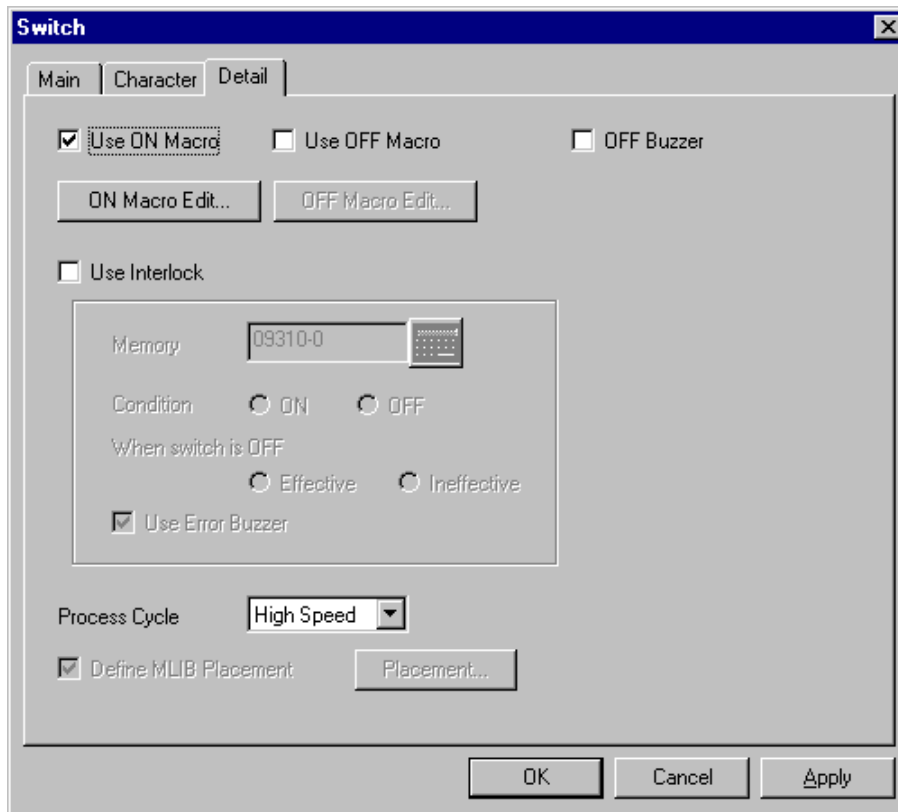 Switch
Main Character Detail
Use ON Macro Use OFF Macro OFF Buzzer
ON Macro Edit... OFF Macro Edit...
Use Interlock
Memory 09310-0
Condition ON OFF
When switch is OFF
Effective Ineffective
Use Error Buzzer
Process Cycle High Speed
Define MLIB Placement Placement...
OK Cancel Apply